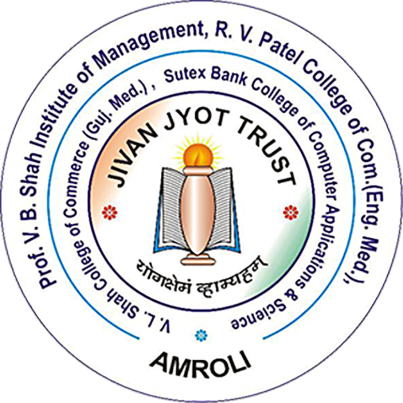 Prof. V. B. Shah Institute of Management, R. V. Patel College of Com.(Eng. Med.),
V. L. Shah College of Commerce (Guj. Med.) , Sutex Bank College of Computer Applications & Science
JIVAN JYOT TRUST
योगक्षेमं व्हाम्यहम्
AMROLI